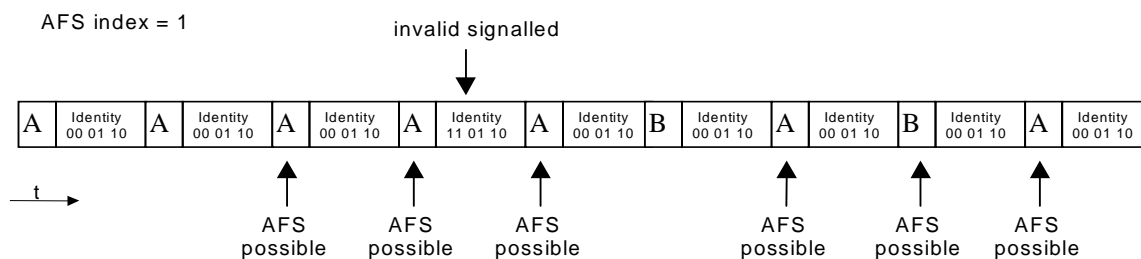 AFS index = 1
invalid signalled
A Identity 00 01 10 A Identity 00 01 10 A Identity 00 01 10 A Identity 11 01 10 A Identity 00 01 10 B Identity 00 01 10 A Identity 00 01 10 B Identity 00 01 10 A Identity 00 01 10
t
AFS possible AFS possible AFS possible AFS possible AFS possible AFS possible